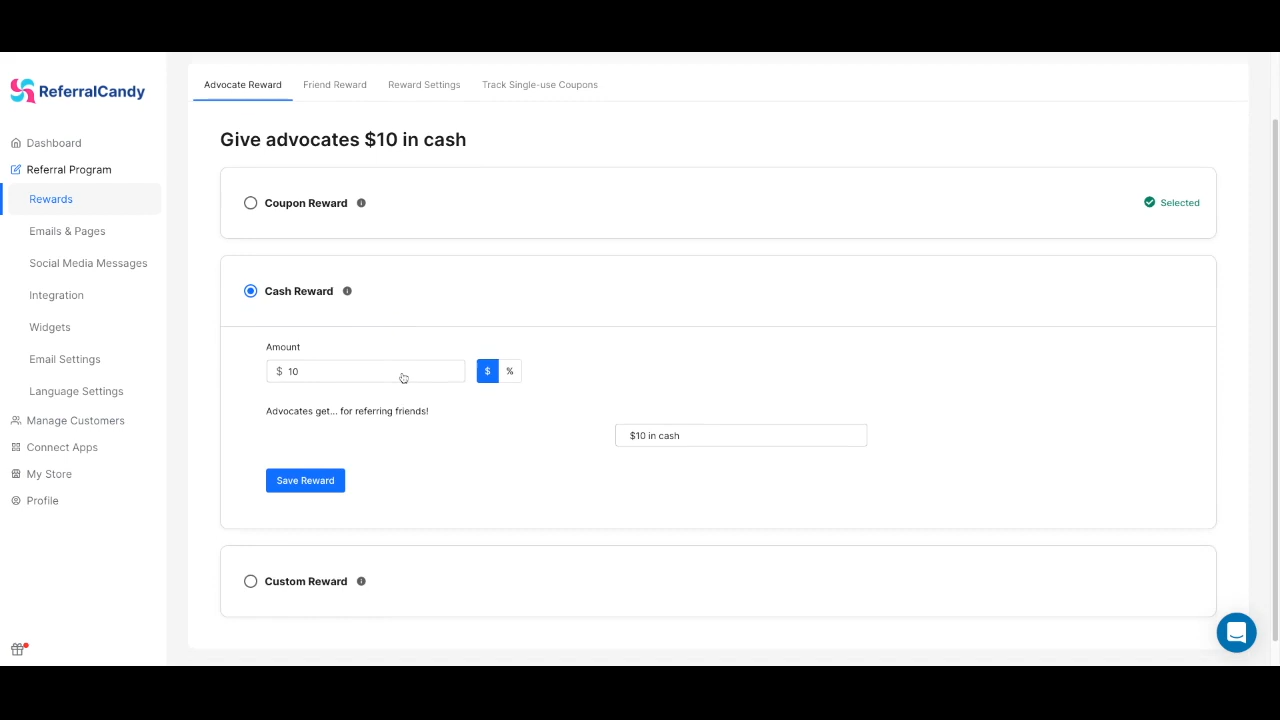 ReferralCandy
Dashboard
Referral Program
Rewards
Emails & Pages
Social Media Messages
Integration
Widgets
Email Settings
Language Settings
Manage Customers
Connect Apps
My Store
Profile
Advocate Reward
Friend Reward
Reward Settings
Track Single-use Coupons
Give advocates $10 in cash
Coupon Reward
Selected
Cash Reward
Amount
$ 10
$ %
Advocates get... for referring friends!
$10 in cash
Save Reward
Custom Reward